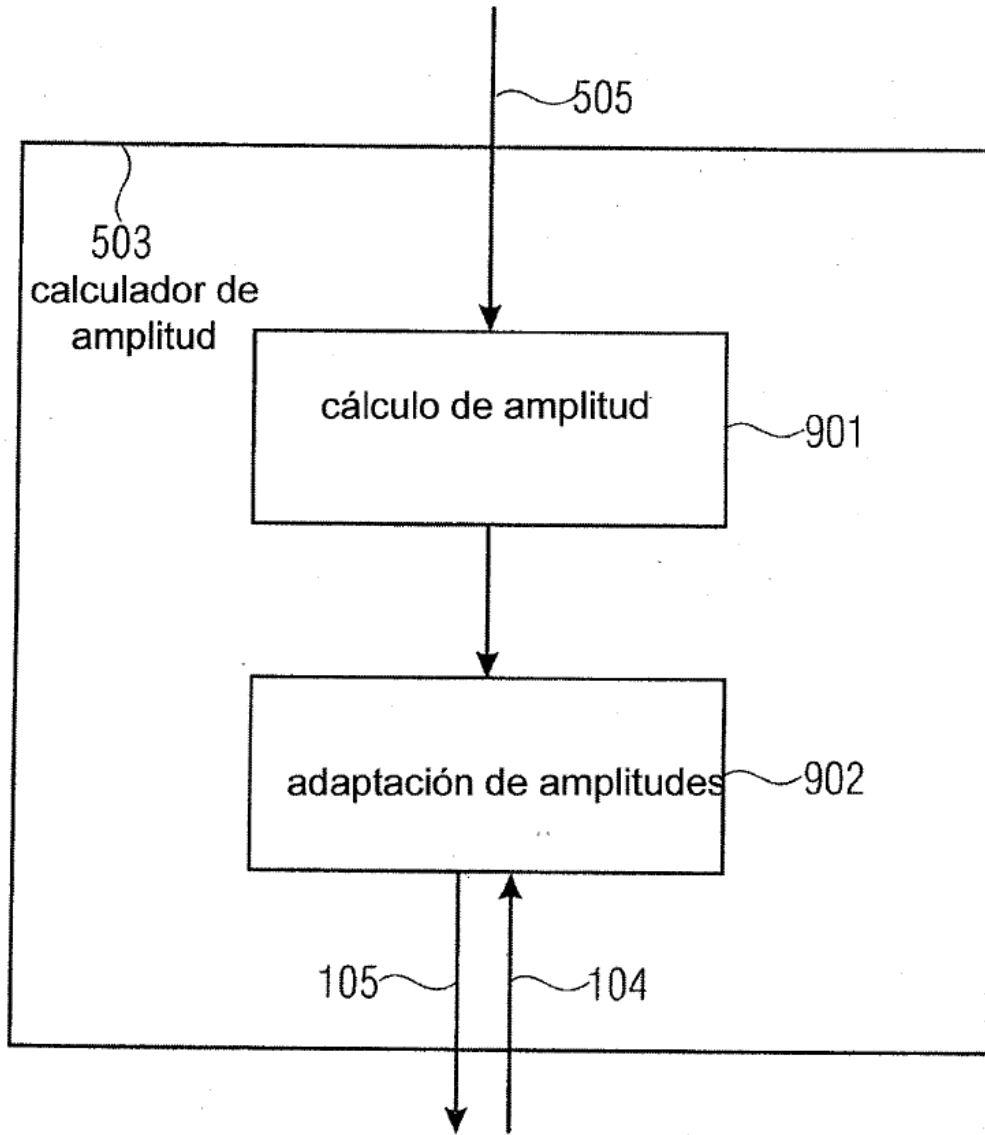 505
503
calculador de
amplitud
cálculo de amplitud
901
adaptación de amplitudes
902
105
104